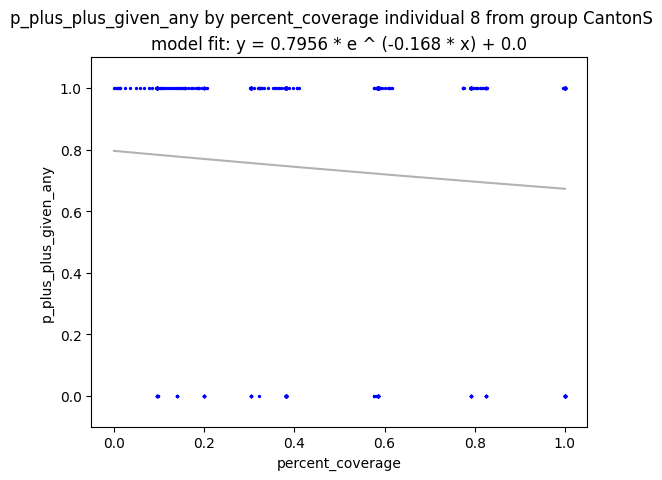 p_plus_plus_given_any by percent_coverage individual 8 from group CantonS
model fit: y = 0.7956 * e ^ (-0.168 * x) + 0.0
1.0
0.8
0.6
0.4
0.2
0.0
p_plus_plus_given_any
0.0 0.2 0.4 0.6 0.8 1.0
percent_coverage